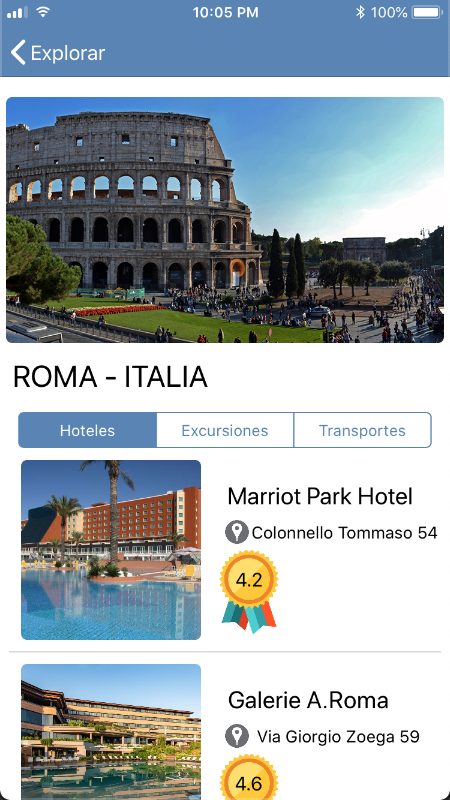 10:05 PM
100%
Explorar
ROMA - ITALIA
Hoteles
Excursiones
Transportes
Marriot Park Hotel
Colonnello Tommaso 54
4.2
Galerie A.Roma
Via Giorgio Zoega 59
4.6